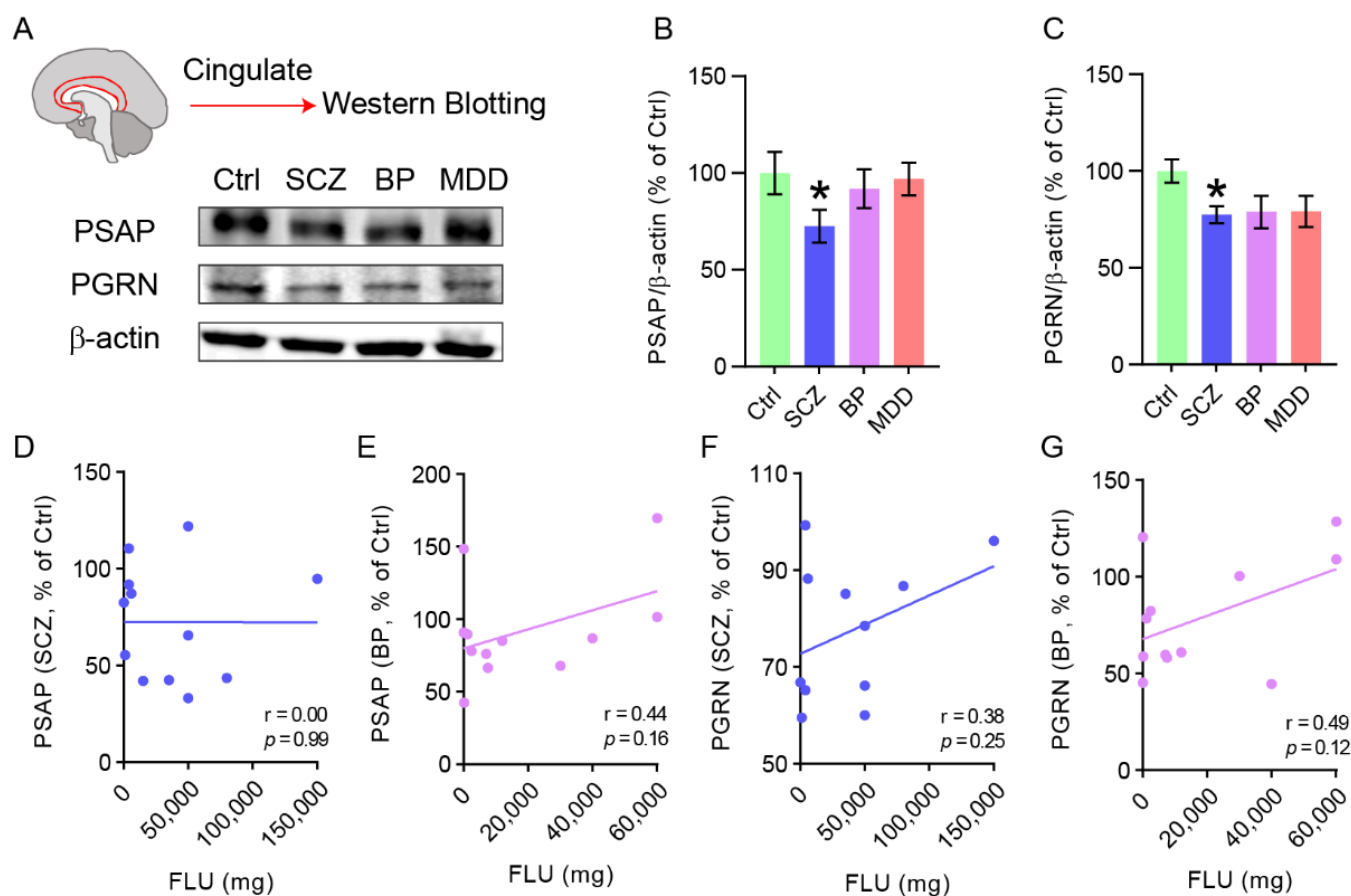 A
Cingulate
Western Blotting
Ctrl SCZ BP MDD
PSAP
PGRN
β-actin
B
PSAP/β-actin (% of Ctrl)
150
100
50
0
*
Ctrl
SCZ
BP
MDD
C
PGRN/β-actin (% of Ctrl)
150
100
50
0
*
Ctrl
SCZ
BP
MDD
D
PSAP (SCZ, % of Ctrl)
150
100
50
0
r = 0.00
p = 0.99
0
50,000
100,000
150,000
FLU (mg)
E
PSAP (BP, % of Ctrl)
200
150
100
50
0
r = 0.44
p = 0.16
0
20,000
40,000
60,000
FLU (mg)
F
PGRN (SCZ, % of Ctrl)
110
90
70
50
r = 0.38
p = 0.25
0
50,000
100,000
150,000
FLU (mg)
G
PGRN (BP, % of Ctrl)
150
100
50
0
r = 0.49
p = 0.12
0
20,000
40,000
60,000
FLU (mg)